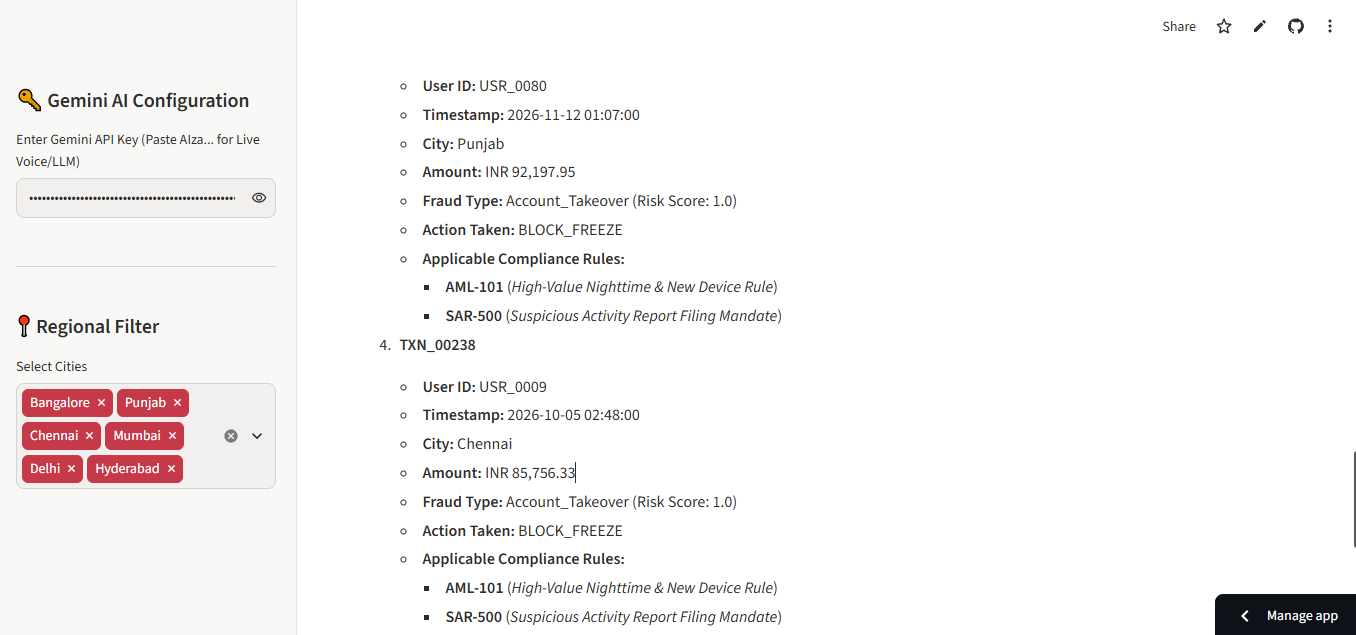 Share
🔑 Gemini AI Configuration
Enter Gemini API Key (Paste AIza... for Live
Voice/LLM)
••••••••••••••••••••••••••••••••••••••••••••••••
📍 Regional Filter
Select Cities
Bangalore × Punjab ×
Chennai × Mumbai ×
Delhi × Hyderabad ×
User ID: USR_0080
Timestamp: 2026-11-12 01:07:00
City: Punjab
Amount: INR 92,197.95
Fraud Type: Account_Takeover (Risk Score: 1.0)
Action Taken: BLOCK_FREEZE
Applicable Compliance Rules:
AML-101 (High-Value Nighttime & New Device Rule)
SAR-500 (Suspicious Activity Report Filing Mandate)
4. TXN_00238
User ID: USR_0009
Timestamp: 2026-10-05 02:48:00
City: Chennai
Amount: INR 85,756.33
Fraud Type: Account_Takeover (Risk Score: 1.0)
Action Taken: BLOCK_FREEZE
Applicable Compliance Rules:
AML-101 (High-Value Nighttime & New Device Rule)
SAR-500 (Suspicious Activity Report Filing Mandate)
Manage app